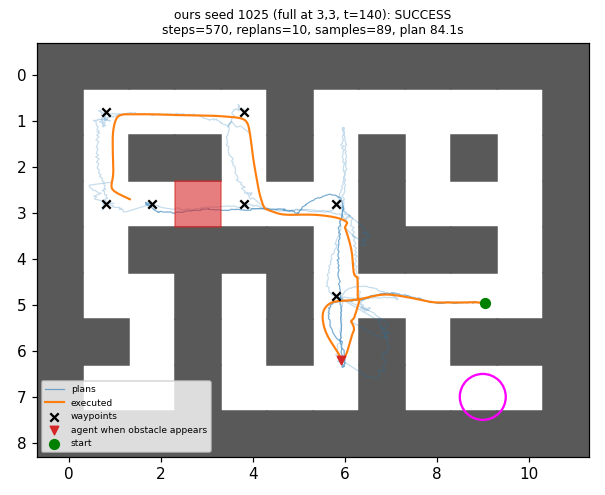 ours seed 1025 (full at 3,3, t=140): SUCCESS
steps=570, replans=10, samples=89, plan 84.1s
0
1
2
3
4
5
6
7
8
plans
executed
waypoints
agent when obstacle appears
start
0 2 4 6 8 10